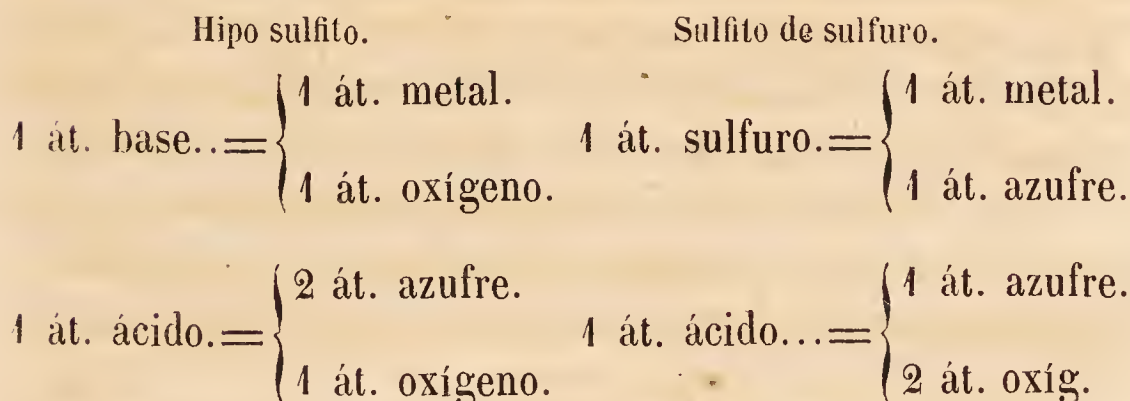 Hipo sulfito. Sulfito de sulfuro.
1 át. metal. 1 át. metal.
1 át. base..= 1 át. sulfuro.=
1 át. oxígeno. 1 át. azufre.
2 át. azufre. 1 át. azufre.
1 át. ácido.= 1 át. ácido...=
1 át. oxígeno. 2 át. oxíg.